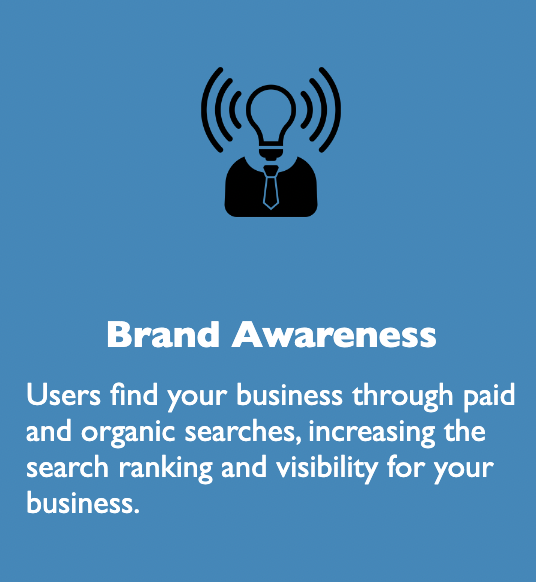 Brand Awareness
Users find your business through paid
and organic searches, increasing the
search ranking and visibility for your
business.